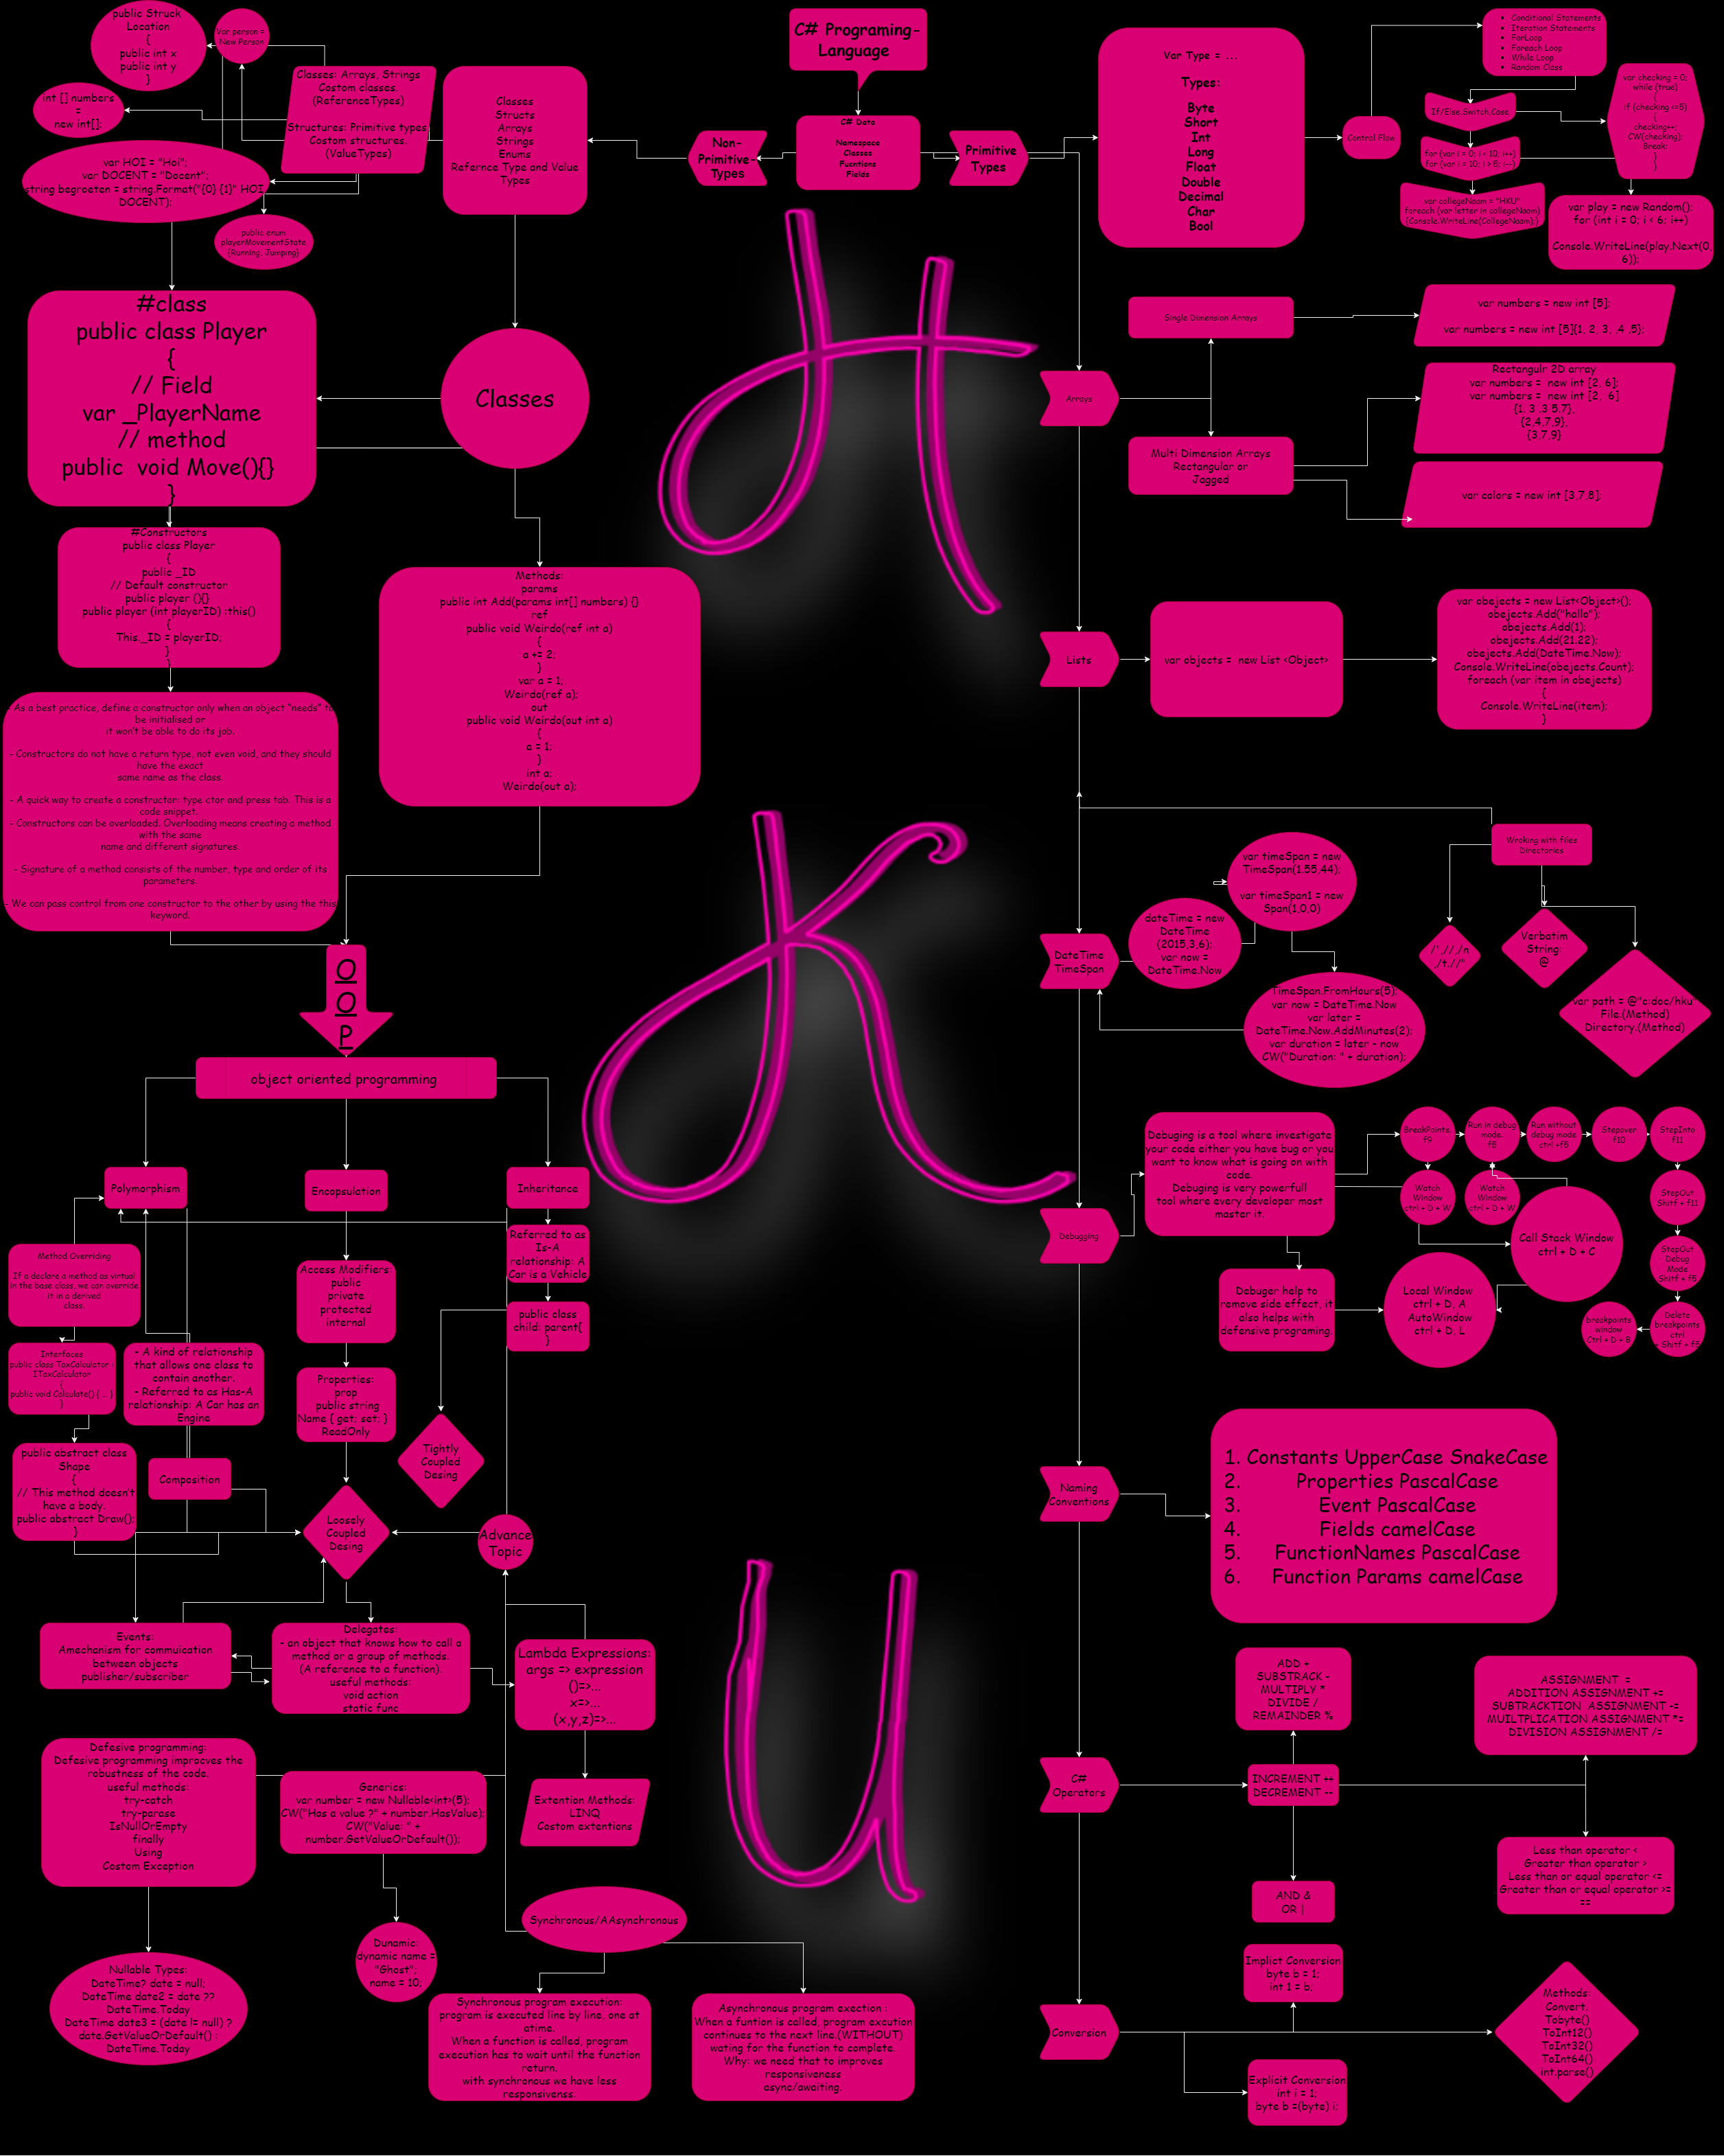 C# Programing-
Language
C# Data
Namespace
Classes
Fucntions
Fields
Non-
Primitive-
Types
Primitive
Types
Classes
Structs
Arrays
Strings
Enums
Refernce Type and Value
Types
Classes: Arrays, Strings
Costom classes.
(ReferenceTypes)
Structures: Primitive types,
Costom structures.
(ValueTypes)
public Struck
Location
{
public int x
public int y
}
Var person =
New Person
int [] numbers
=
new int[];
var HOI = "Hoi";
var DOCENT = "Docent";
string begroeten = string.Format("{0} {1}" HOI,
DOCENT);
public enum
playerMovementState
{Running, Jumping}
#class
public class Player
{
// Field
var _PlayerName
// method
public  void Move(){}
}
Classes
#Constructors
public class Player
{
public _ID
// Default constructor
public player (){}
public player (int playerID) :this()
{
This._ID = playerID;
}
}
- As a best practice, define a constructor only when an object "needs" to
be initialised or
it won't be able to do its job.
- Constructors do not have a return type, not even void, and they should
have the exact
same name as the class.
- A quick way to create a constructor: type ctor and press tab. This is a
code snippet.
- Constructors can be overloaded. Overloading means creating a method
with the same
name and different signatures.
- Signature of a method consists of the number, type and order of its
parameters.
- We can pass control from one constructor to the other by using the this
keyword.
Methods:
params
public int Add(params int[] numbers) {}
ref
public void Weirdo(ref int a)
{
a += 2;
}
var a = 1;
Weirdo(ref a);
out
public void Weirdo(out int a)
{
a = 1;
}
int a;
Weirdo(out a);
O
O
P
object oriented programming
Polymorphism
Encopsulation
Inheritance
Method Overriding
If a declare a method as virtual
in the base class, we can override
it in a derived
class.
Interfaces
public class TaxCalculator :
ITaxCalculator
{
public void Calculate() { ... }
}
public abstract class
Shape
{
// This method doesn't
have a body.
public abstract Draw();
}
- A kind of relationship
that allows one class to
contain another.
- Referred to as Has-A
relationship: A Car has an
Engine
Composition
Access Modifiers:
public
private
protected
internal
Properties:
prop
public string
Name { get; set; }
ReadOnly
Referred to as
Is-A
relationship: A
Car is a Vehicle
public class
child: parent{
}
Tightly
Coupled
Desing
Loosely
Coupled
Desing
Advance
Topic
Events:
Amechanism for commuication
between objects
publisher/subscriber
Delegates:
- an object that knows how to call a
method or a group of methods.
(A reference to a function).
useful methods:
void action
static func
Lambda Expressions:
args => expression
()=>...
x=>...
(x,y,z)=>...
Extention Methods:
LINQ
Costom extentions
Defesive programming:
Defesive programming improcves the
robustness of the code.
useful methods:
try-catch
try-parase
IsNullOrEmpty
finally
Using
Costom Exception
Generics:
var number = new Nullable<int>(5);
CW("Has a value ?" + number.HasValue);
CW("Value: " +
number.GetValueOrDefault());
Dunamic:
dynamic name =
"Ghost";
name = 10;
Nullable Types:
DateTime? date = null;
DateTime date2 = date ??
DateTime.Today
DateTime date3 = (date != null) ?
date.GetValueOrDefault() :
DateTime.Today
Synchronous/AAsynchronous
Synchronous program execution:
program is executed line by line, one at
atime.
When a function is called, program
execution has to wait until the function
return.
with synchronous we have less
responsivenss.
Asynchronous program exection :
When a funtion is called, program excution
continues to the next line.(WITHOUT)
wating for the function to complete.
Why: we need that to improves
responsiveness
async/awaiting.
H
K
U
Var Type = ...
Types:
Byte
Short
Int
Long
Float
Double
Decimal
Char
Bool
Control Flow
• Conditional Statements
• Iteration Statements
• ForLoop
• Foreach Loop
• While Loop
• Random Class
If/Else.Switch,Case
for (var i = 0; i < 10; i++)
for (var i = 10; i > 5; i--)
var collegeNaam = "HKU"
foreach (var letter in collegeNaam)
{Console.WriteLine(CollegeNaam);}
var checking = 0;
while (true)
{
if (checking <=5)
{
checking++;
CW(checking);
Break;
}
}
var play = new Random();
for (int i = 0; i < 6; i++)
Console.WriteLine(play.Next(0,
6));
Arrays
Single Dimension Arrays
var numbers = new int [5];
var numbers = new int [5]{1, 2, 3, ,4 ,5};
Multi Dimension Arrays
Rectangular or
Jagged
Rectangulr 2D array
var numbers =  new int [2, 6];
var numbers =  new int [2,  6]
{1, 3 ,3 5,7},
{2,4,7,9},
{3,7,9}
var colors = new int [3,7,8];
Lists
var objects =  new List <Object>
var obejects = new List<Object>();
obejects.Add("hallo");
obejects.Add(1);
obejects.Add(21.22);
obejects.Add(DateTime.Now);
Console.WriteLine(obejects.Count);
foreach (var item in obejects)
{
Console.WriteLine(item);
}
Wroking with files
Directories
/'.//,/n
,/t.//"
Verbatim
String:
@
var path = @"c:doc/hku"
File.(Method)
Directory.(Method)
DateTime
TimeSpan
dateTime = new
DateTime
(2015,3,6);
var now =
DateTime.Now
var timeSpan = new
TimeSpan(1.55,44);
var timeSpan1 = new
Span(1,0,0)
TimeSpan.FromHours(5);
var now = DateTime.Now
var later =
DateTime.Now.AddMinutes(2);
var duration = later - now
CW("Duration: " + duration);
Debugging
Debuging is a tool where investigate
your code either you have bug or you
want to know what is going on with
code.
Debuging is very powerfull
tool where every developer most
master it.
Debuger help to
remove side effect, it
also helps with
defensive programing.
BreakPoints
f9
Run in debug
mode.
f5
Run without
debug mode
ctrl +f5
Stepover
f10
StepInto
f11
Watch
Window
ctrl + D + W
Watch
Window
ctrl + D + W
StepOut
Shitf + f11
Call Stack Window
ctrl + D + C
StepOut
Debug
Mode
Shitf + f5
Local Window
ctrl + D, A
AutoWindow
ctrl + D, L
breakpoints
window
Ctrl + D + B
Delete
breakpoints
ctrl
+ Shitf + f5
Naming
Conventions
1. Constants UpperCase SnakeCase
2. Properties PascalCase
3. Event PascalCase
4. Fields camelCase
5. FunctionNames PascalCase
6. Function Params camelCase
C#
Operators
ADD +
SUBSTRACK -
MULTIPLY *
DIVIDE /
REMAINDER %
INCREMENT ++
DECREMENT --
AND &
OR |
ASSIGNMENT  =
ADDITION ASSIGNMENT +=
SUBTRACKTION  ASSIGNMENT -=
MUILTPLICATION ASSIGNMENT *=
DIVISION ASSIGNMENT /=
Less than operator <
Greater than operator >
Less than or equal operator <=
Greater than or equal operator >=
==
Conversion
Implict Conversion
byte b = 1;
int 1 = b;
Explicit Conversion
int i = 1;
byte b =(byte) i;
Methods:
Convert.
Tobyte()
ToInt12()
ToInt32()
ToInt64()
int.parse()